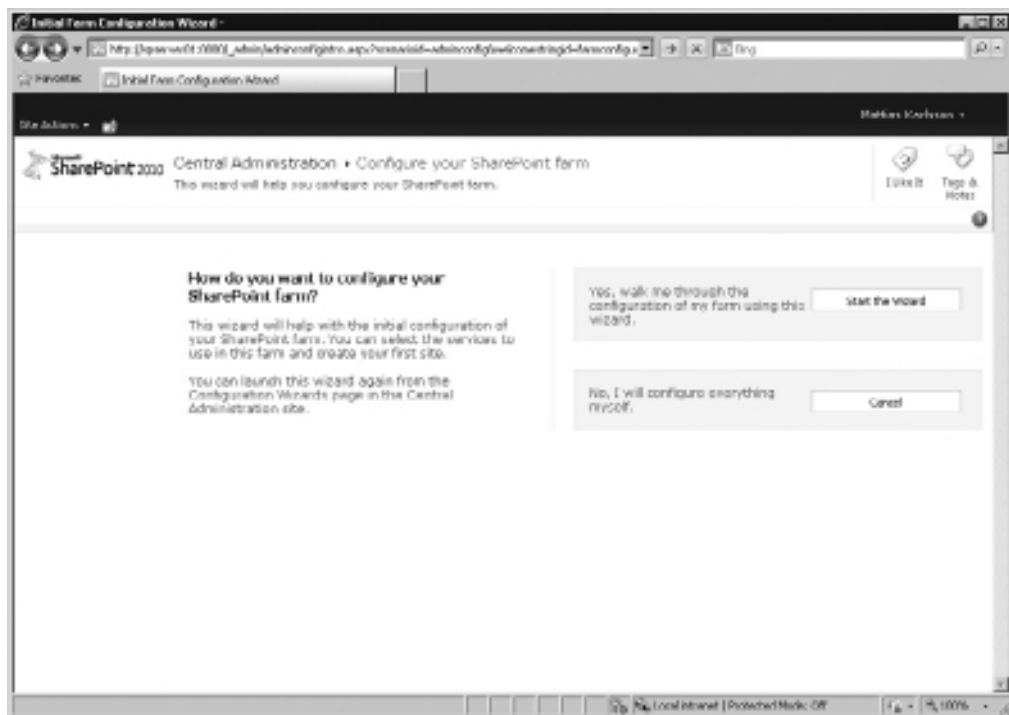 Initial Farm Configuration Wizard -
Bing
Favorites
Initial Farm Configuration Wizard
Site Actions
Mattias Karlsson
SharePoint 2010
Central Administration
Configure your SharePoint farm
This wizard will help you configure your SharePoint farm.
I Like It
Tags &
Notes
How do you want to configure your
SharePoint farm?
This wizard will help with the initial configuration of
your SharePoint farm. You can select the services to
use in this farm and create your first site.
You can launch this wizard again from the
Configuration Wizards page in the Central
Administration site.
Yes, walk me through the
configuration of my farm using this
wizard.
Start the Wizard
No, I will configure everything
myself.
Cancel
Local intranet | Protected Mode: Off
100%